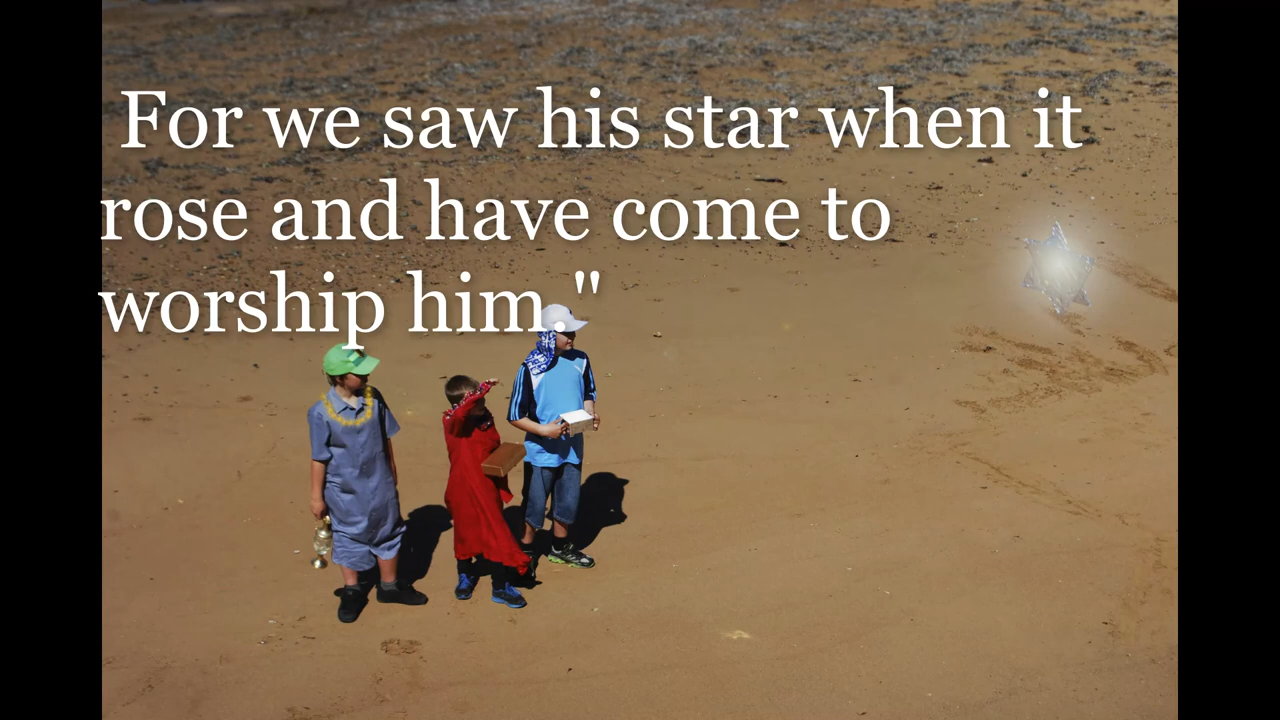 For we saw his star when it
rose and have come to
worship him."